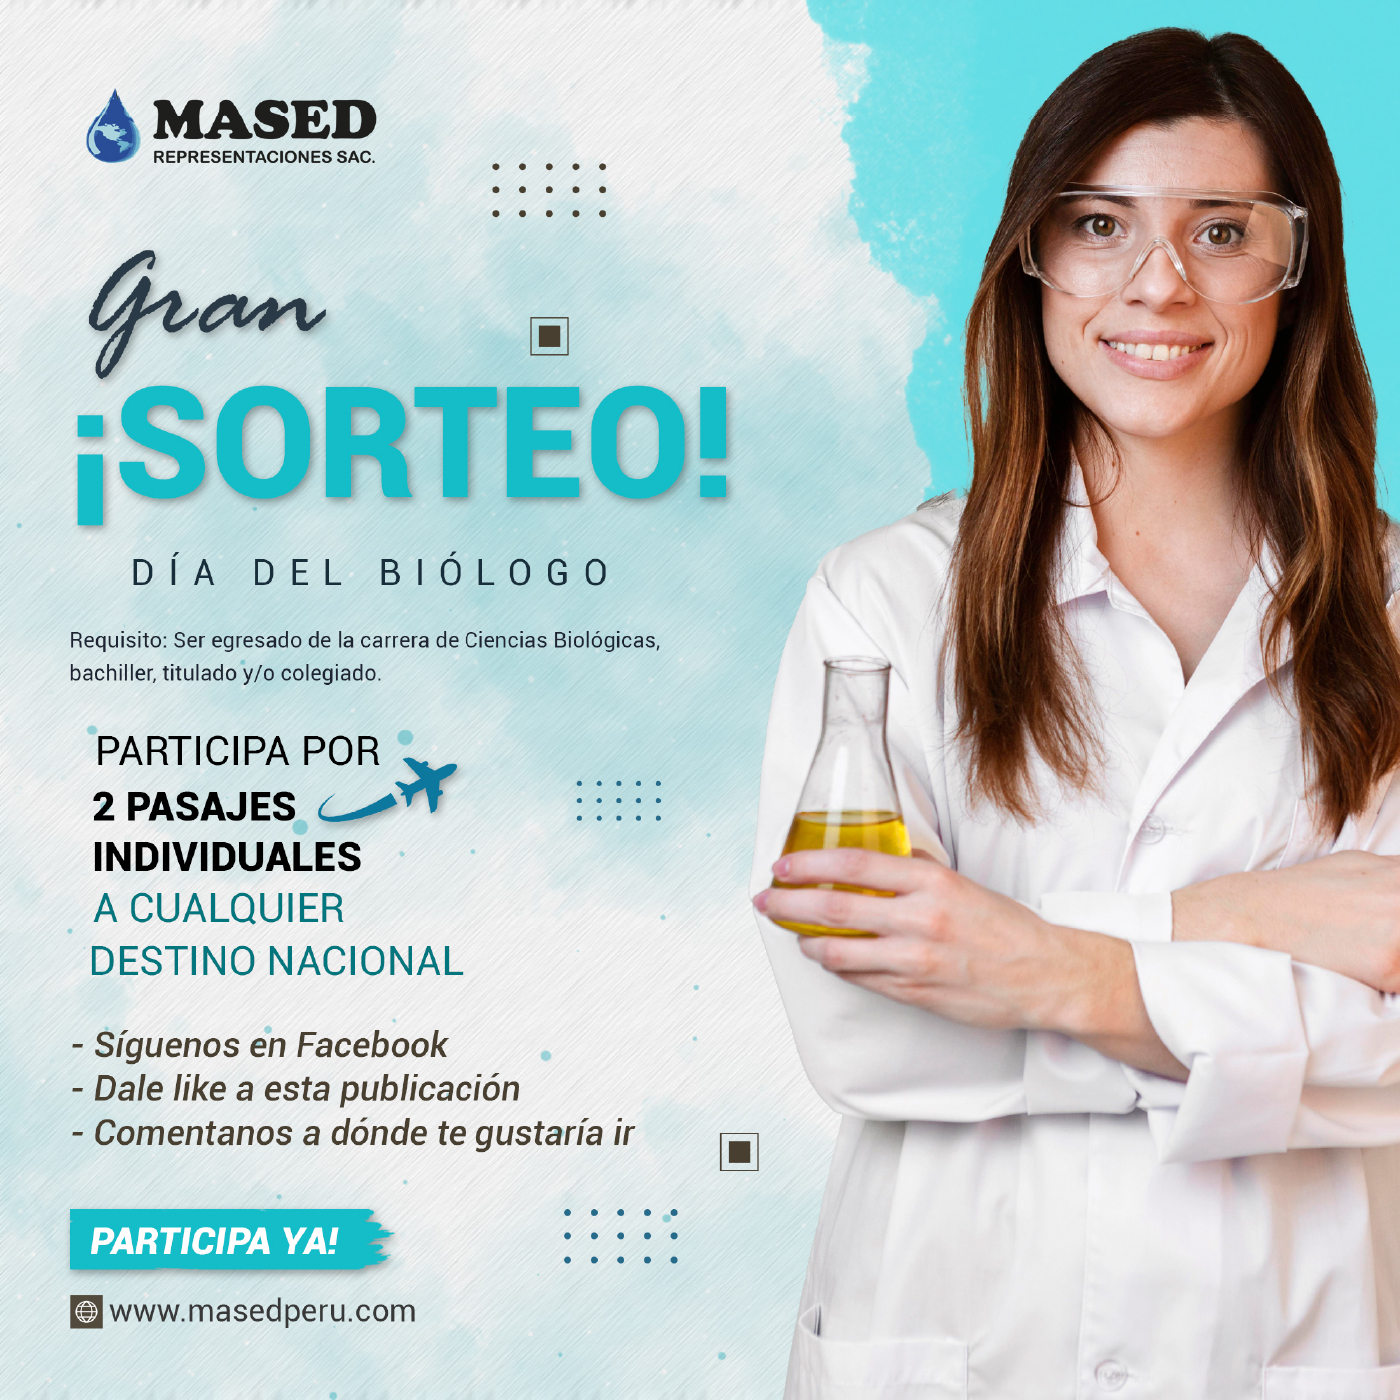 MASED
REPRESENTACIONES SAC.
Gran
¡SORTEO!
DÍA DEL BIÓLOGO
Requisito: Ser egresado de la carrera de Ciencias Biológicas,
bachiller, titulado y/o colegiado.
PARTICIPA POR
2 PASAJES
INDIVIDUALES
A CUALQUIER
DESTINO NACIONAL
- Síguenos en Facebook
- Dale like a esta publicación
- Comentanos a dónde te gustaría ir
PARTICIPA YA!
www.masedperu.com